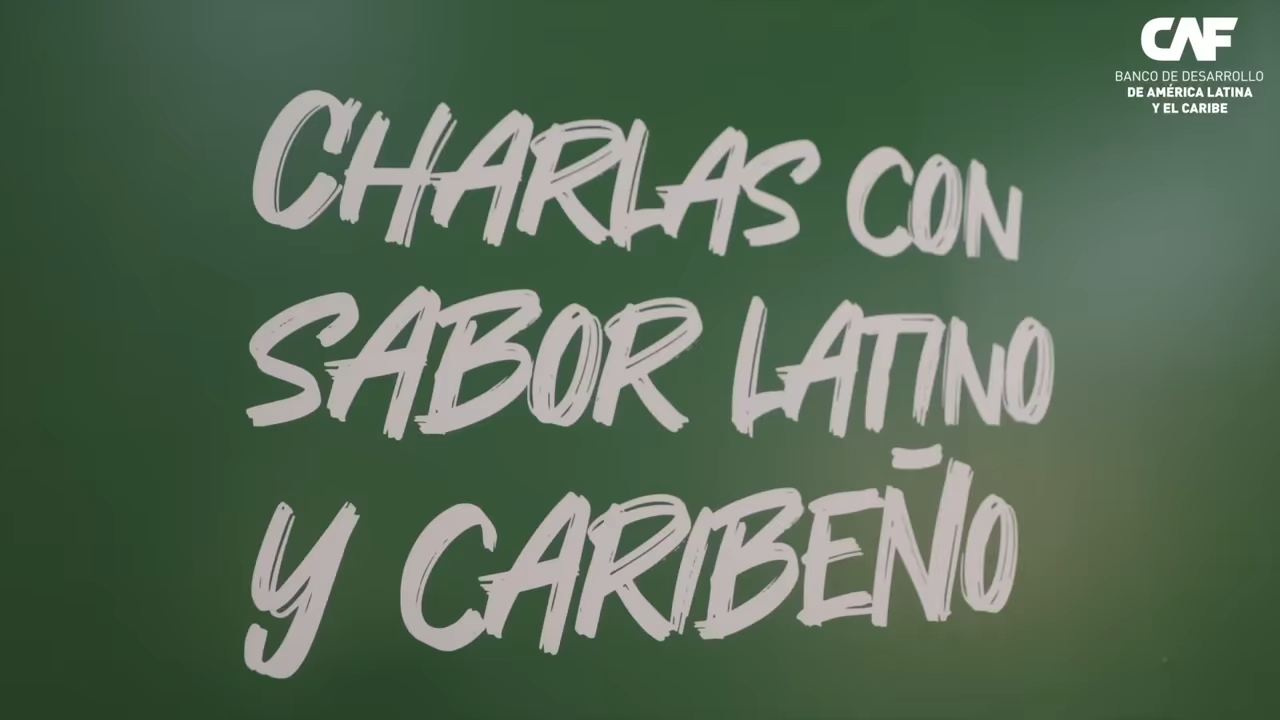 CAF
BANCO DE DESARROLLO
DE AMÉRICA LATINA
Y EL CARIBE
CHARLAS CON
SABOR LATINO
Y CARIBEÑO